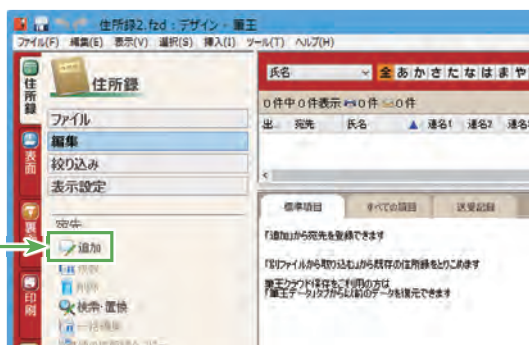 住所録2.fzd : デザイン - 筆王
ファイル(F) 編集(E) 表示(V) 選択(S) 挿入(I) ツール(T) ヘルプ(H)
住所録
表面
印刷
住所録
ファイル
編集
絞り込み
表示設定
宛先
追加
削除
検索・置換
一括編集
氏名
全 あ か さ た な は ま や
0件中0件表示 0件 0件
出... 宛先 氏名 ▲ 連名1 連名2 連名
標準項目 すべての項目 送受記録
「追加」から宛先を登録できます
「別ファイルから取り込む」から既存の住所録をとりこめます
筆王クラウド保存をご利用の方は
「筆王データ」タブから以前のデータを復元できます